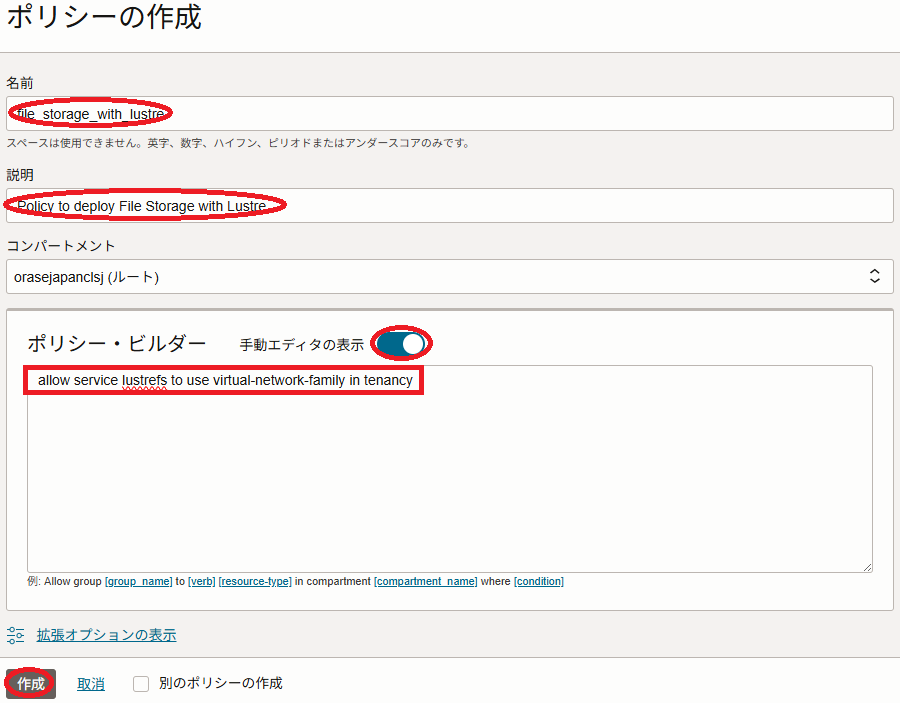 ポリシーの作成
名前
file_storage_with_lustre
スペースは使用できません。英字、数字、ハイフン、ピリオドまたはアンダースコアのみです。
説明
Policy to deploy File Storage with Lustre
コンパートメント
orasejapanclsj (ルート)
ポリシー・ビルダー 手動エディタの表示
allow service lustrefs to use virtual-network-family in tenancy
例: Allow group [group_name] to [verb] [resource-type] in compartment [compartment_name] where [condition]
拡張オプションの表示
作成 取消 別のポリシーの作成